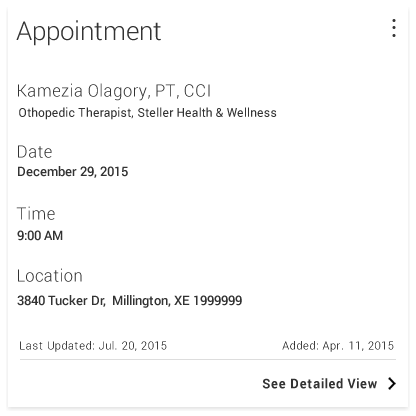 Appointment
Kamezia Olagory, PT, CCI
Othopedic Therapist, Steller Health & Wellness
Date
December 29, 2015
Time
9:00 AM
Location
3840 Tucker Dr,  Millington, XE 1999999
Last Updated: Jul. 20, 2015 Added: Apr. 11, 2015
See Detailed View